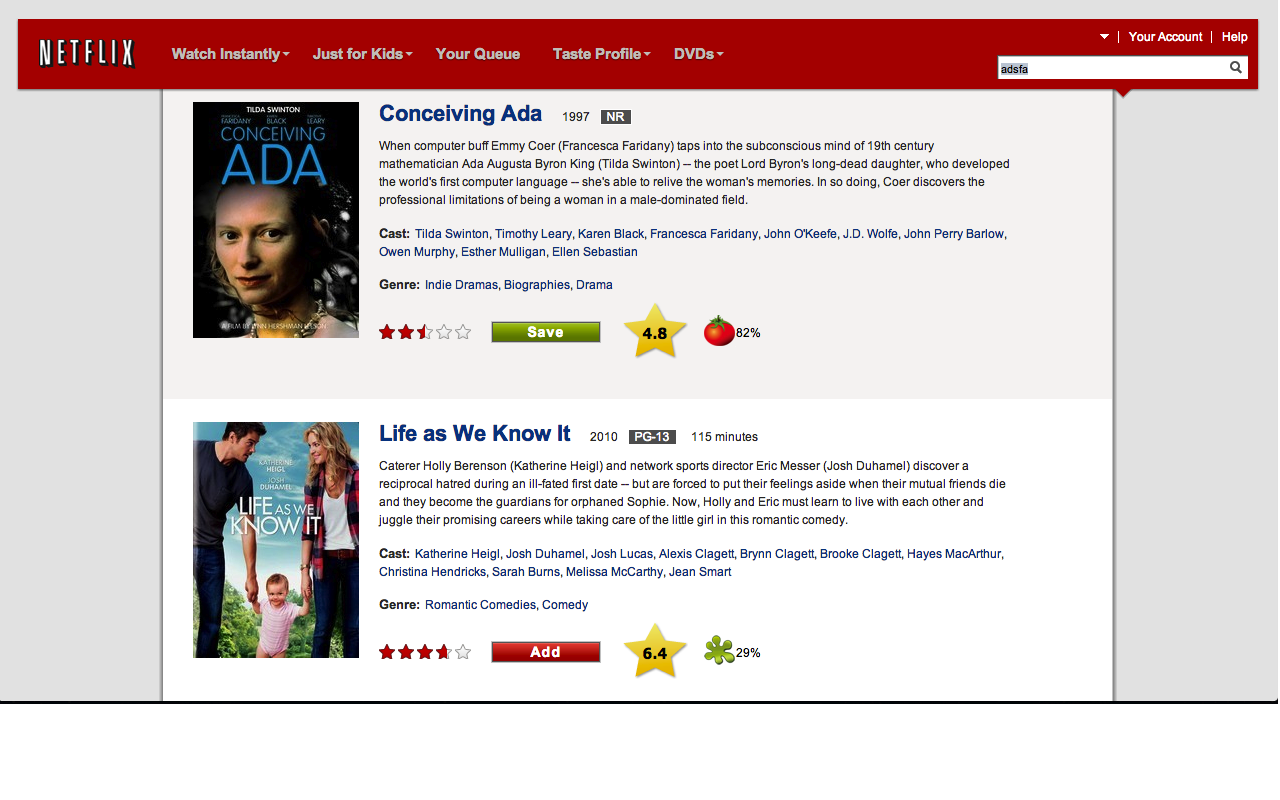 NETFLIX
Watch Instantly
Just for Kids
Your Queue
Taste Profile
DVDs
Your Account
Help
adsfa
TILDA SWINTON
FRANCESCA FARIDANY
KAREN BLACK
TIMOTHY LEARY
CONCEIVING
ADA
A FILM BY LYNN HERSHMAN LEESON
Conceiving Ada 1997 NR
When computer buff Emmy Coer (Francesca Faridany) taps into the subconscious mind of 19th century
mathematician Ada Augusta Byron King (Tilda Swinton) -- the poet Lord Byron's long-dead daughter, who developed
the world's first computer language -- she's able to relive the woman's memories. In so doing, Coer discovers the
professional limitations of being a woman in a male-dominated field.
Cast: Tilda Swinton, Timothy Leary, Karen Black, Francesca Faridany, John O'Keefe, J.D. Wolfe, John Perry Barlow,
Owen Murphy, Esther Mulligan, Ellen Sebastian
Genre: Indie Dramas, Biographies, Drama
Save 4.8 82%
KATHERINE
HEIGL
JOSH
DUHAMEL
LIFE AS WE
KNOW IT
Life as We Know It 2010 PG-13 115 minutes
Caterer Holly Berenson (Katherine Heigl) and network sports director Eric Messer (Josh Duhamel) discover a
reciprocal hatred during an ill-fated first date -- but are forced to put their feelings aside when their mutual friends die
and they become the guardians for orphaned Sophie. Now, Holly and Eric must learn to live with each other and
juggle their promising careers while taking care of the little girl in this romantic comedy.
Cast: Katherine Heigl, Josh Duhamel, Josh Lucas, Alexis Clagett, Brynn Clagett, Brooke Clagett, Hayes MacArthur,
Christina Hendricks, Sarah Burns, Melissa McCarthy, Jean Smart
Genre: Romantic Comedies, Comedy
Add 6.4 29%